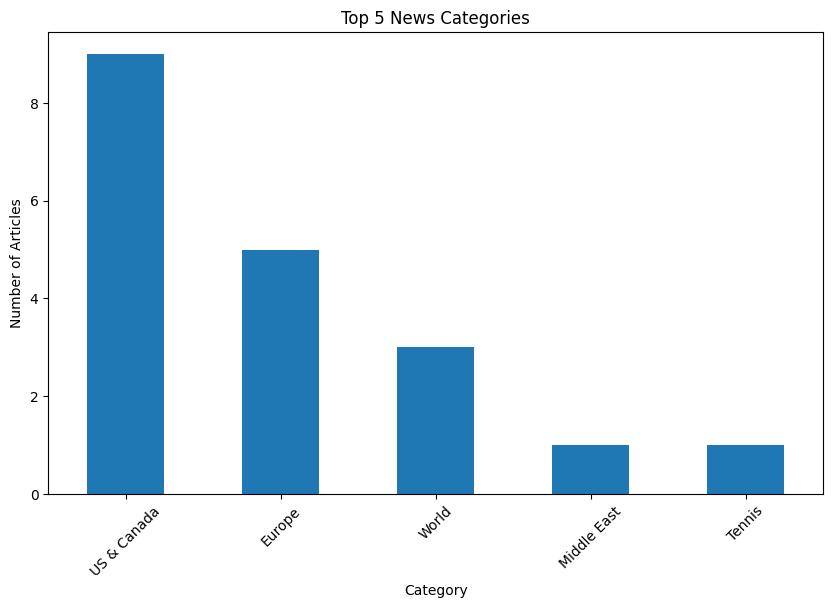 Top 5 News Categories
Number of Articles
8
6
4
2
0
US & Canada
Europe
World
Middle East
Tennis
Category